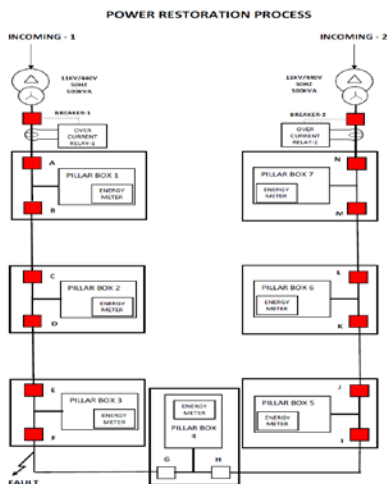 POWER RESTORATION PROCESS
INCOMING - 1
INCOMING - 2
11KV/440V
50HZ
500KVA
11KV/440V
50HZ
500KVA
BREAKER-1
BREAKER-2
OVER
CURRENT
RELAY-1
OVER
CURRENT
RELAY-2
A
PILLAR BOX 1
ENERGY
METER
B
N
PILLAR BOX 7
ENERGY
METER
M
C
PILLAR BOX 2
ENERGY
METER
D
L
PILLAR BOX 6
ENERGY
METER
K
E
PILLAR BOX 3
ENERGY
METER
F
ENERGY
METER
PILLAR BOX
4
G
H
J
PILLAR BOX 5
ENERGY
METER
I
FAULT